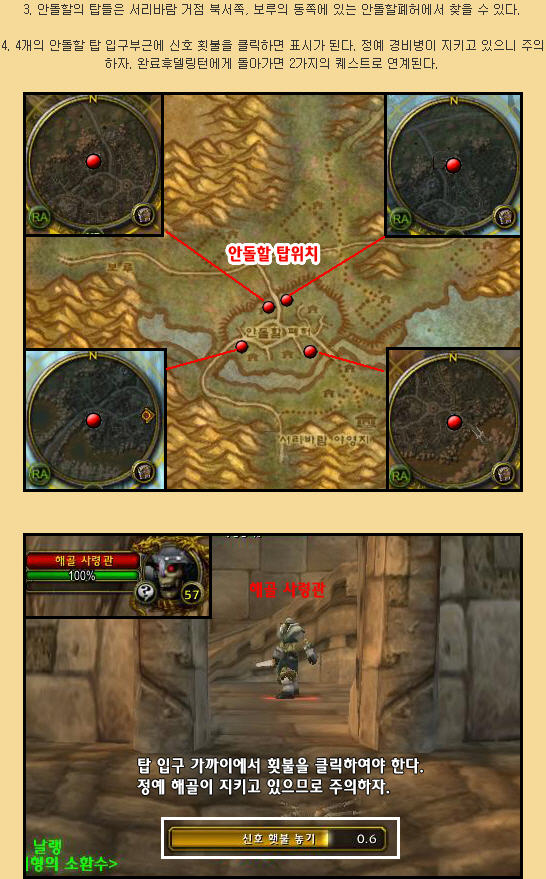 3. 안돌할의 탑들은 서리바람 거점 북서쪽, 보루의 동쪽에 있는 안돌할폐허에서 찾을 수 있다.
4. 4개의 안돌할 탑 입구부근에 신호 횃불을 클릭하면 표시가 된다. 정예 경비병이 지키고 있으니 주의
하자. 완료후델링턴에게 돌아가면 2가지의 퀘스트로 연계된다.
N
N
RA
RA
안돌할 탑위치
보루
안돌할 폐허
N
N
서리바람 야영지
RA
RA
해골 사령관
100%
57
해골 사령관
탑 입구 가까이에서 횟불을 클릭하여야 한다.
정예 해골이 지키고 있으므로 주의하자.
신호 횃불 놓기 0.6
날랭
의 소환수>